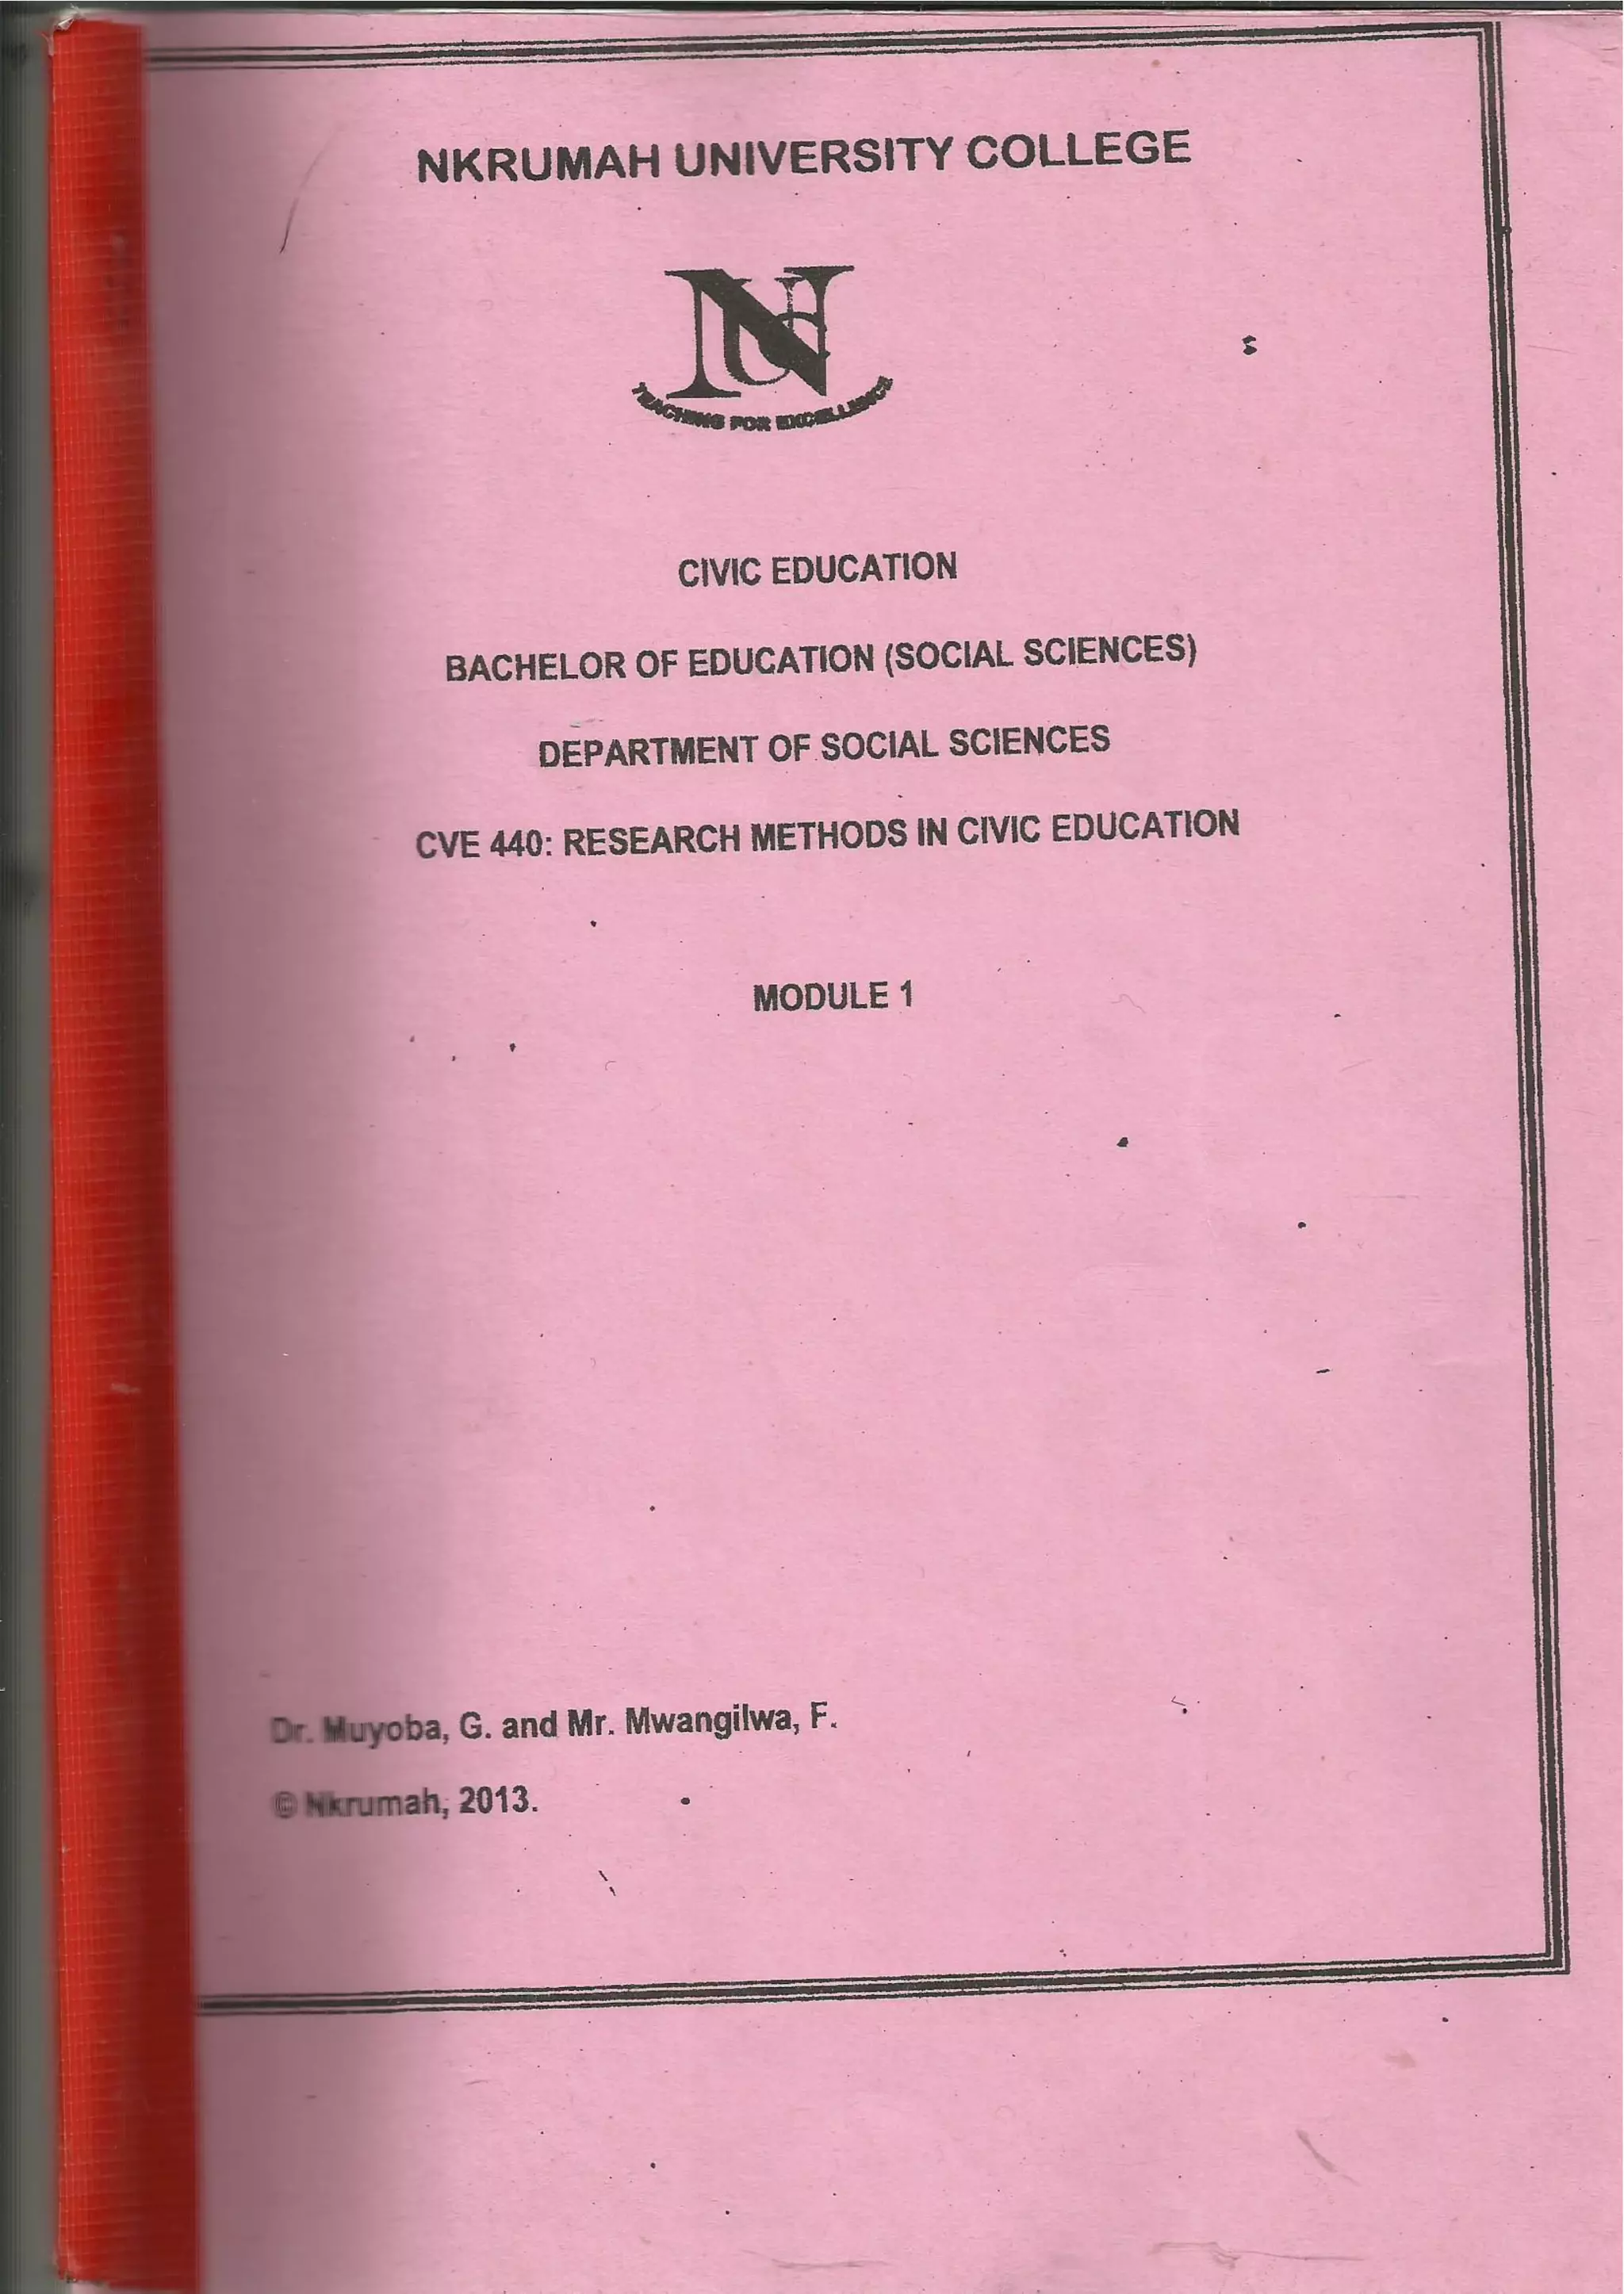 NKRUMAH UNIVERSITY COLLEGE
NUC
TEACHING FOR EXCELLENCE
CIVIC EDUCATION
BACHELOR OF EDUCATION (SOCIAL SCIENCES)
DEPARTMENT OF SOCIAL SCIENCES
CVE 440: RESEARCH METHODS IN CIVIC EDUCATION
MODULE 1
Dr. Muyoba, G. and Mr. Mwangilwa, F.
© Nkrumah, 2013.